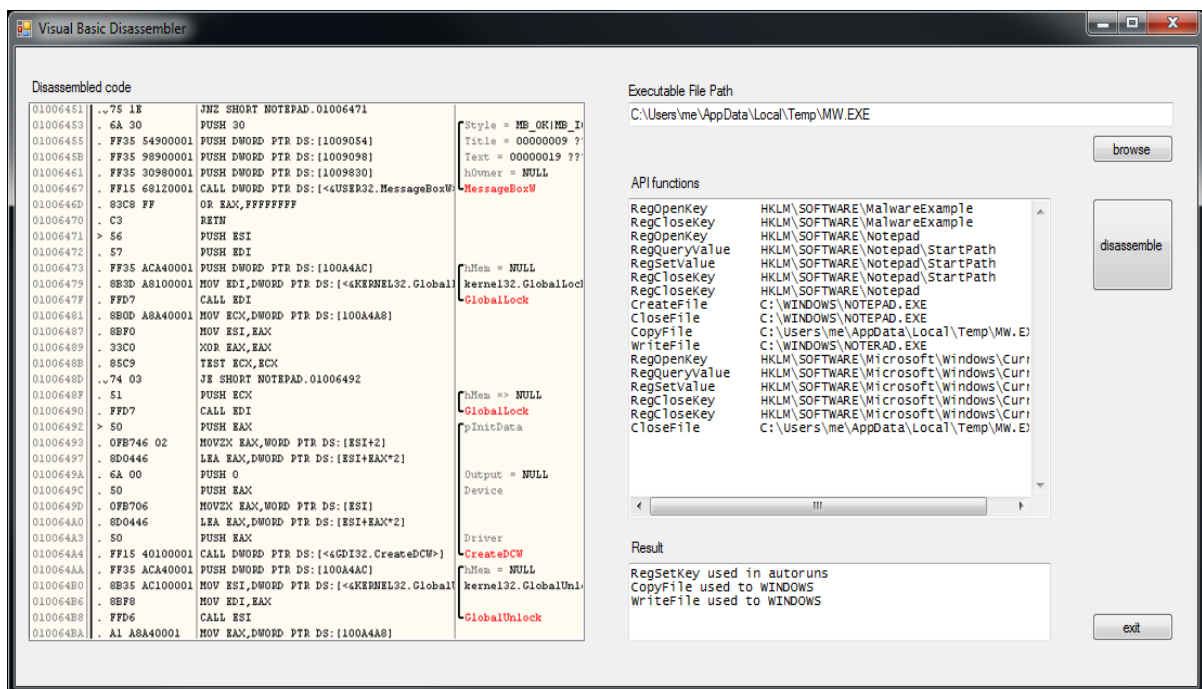 Visual Basic Disassembler
Disassembled code
01006451 .⌄75 1E JNZ SHORT NOTEPAD.01006471
01006453 . 6A 30 PUSH 30 Style = MB_OK|MB_I
01006455 . FF35 54900001 PUSH DWORD PTR DS:[1009054] Title = 00000009 ?
0100645B . FF35 98900001 PUSH DWORD PTR DS:[1009098] Text = 00000019 ??
01006461 . FF35 30980001 PUSH DWORD PTR DS:[1009830] hOwner = NULL
01006467 . FF15 68120001 CALL DWORD PTR DS:[<&USER32.MessageBoxW> MessageBoxW
0100646D . 83C8 FF OR EAX,FFFFFFFF
01006470 . C3 RETN
01006471 > 56 PUSH ESI
01006472 . 57 PUSH EDI
01006473 . FF35 ACA40001 PUSH DWORD PTR DS:[100A4AC] hMem = NULL
01006479 . 8B3D A8100001 MOV EDI,DWORD PTR DS:[<&KERNEL32.Global kernel32.GlobalLoc
0100647F . FFD7 CALL EDI GlobalLock
01006481 . 8B0D A8A40001 MOV ECX,DWORD PTR DS:[100A4A8]
01006487 . 8BF0 MOV ESI,EAX
01006489 . 33C0 XOR EAX,EAX
0100648B . 85C9 TEST ECX,ECX
0100648D .⌄74 03 JE SHORT NOTEPAD.01006492
0100648F . 51 PUSH ECX hMem => NULL
01006490 . FFD7 CALL EDI GlobalLock
01006492 > 50 PUSH EAX pInitData
01006493 . 0FB746 02 MOVZX EAX,WORD PTR DS:[ESI+2]
01006497 . 8D0446 LEA EAX,DWORD PTR DS:[ESI+EAX*2]
0100649A . 6A 00 PUSH 0 Output = NULL
0100649C . 50 PUSH EAX Device
0100649D . 0FB706 MOVZX EAX,WORD PTR DS:[ESI]
010064A0 . 8D0446 LEA EAX,DWORD PTR DS:[ESI+EAX*2]
010064A3 . 50 PUSH EAX Driver
010064A4 . FF15 40100001 CALL DWORD PTR DS:[<&GDI32.CreateDCW>] CreateDCW
010064AA . FF35 ACA40001 PUSH DWORD PTR DS:[100A4AC] hMem = NULL
010064B0 . 8B35 AC100001 MOV ESI,DWORD PTR DS:[<&KERNEL32.GlobalU kernel32.GlobalUnl
010064B6 . 8BF8 MOV EDI,EAX
010064B8 . FFD6 CALL ESI GlobalUnlock
010064BA . A1 A8A40001 MOV EAX,DWORD PTR DS:[100A4A8]
Executable File Path
C:\Users\me\AppData\Local\Temp\MW.EXE
browse
API functions
RegOpenKey HKLM\SOFTWARE\MalwareExample
RegCloseKey HKLM\SOFTWARE\MalwareExample
RegOpenKey HKLM\SOFTWARE\Notepad
RegQueryValue HKLM\SOFTWARE\Notepad\StartPath
RegSetValue HKLM\SOFTWARE\Notepad\StartPath
RegCloseKey HKLM\SOFTWARE\Notepad\StartPath
RegCloseKey HKLM\SOFTWARE\Notepad
CreateFile C:\WINDOWS\NOTEPAD.EXE
CloseFile C:\WINDOWS\NOTEPAD.EXE
CopyFile C:\Users\me\AppData\Local\Temp\MW.E
WriteFile C:\WINDOWS\NOTERAD.EXE
RegOpenKey HKLM\SOFTWARE\Microsoft\Windows\Curr
RegQueryValue HKLM\SOFTWARE\Microsoft\Windows\Curr
RegSetValue HKLM\SOFTWARE\Microsoft\Windows\Curr
RegCloseKey HKLM\SOFTWARE\Microsoft\Windows\Curr
RegCloseKey HKLM\SOFTWARE\Microsoft\Windows\Curr
CloseFile C:\Users\me\AppData\Local\Temp\MW.E
disassemble
Result
RegSetKey used in autoruns
CopyFile used to WINDOWS
WriteFile used to WINDOWS
exit